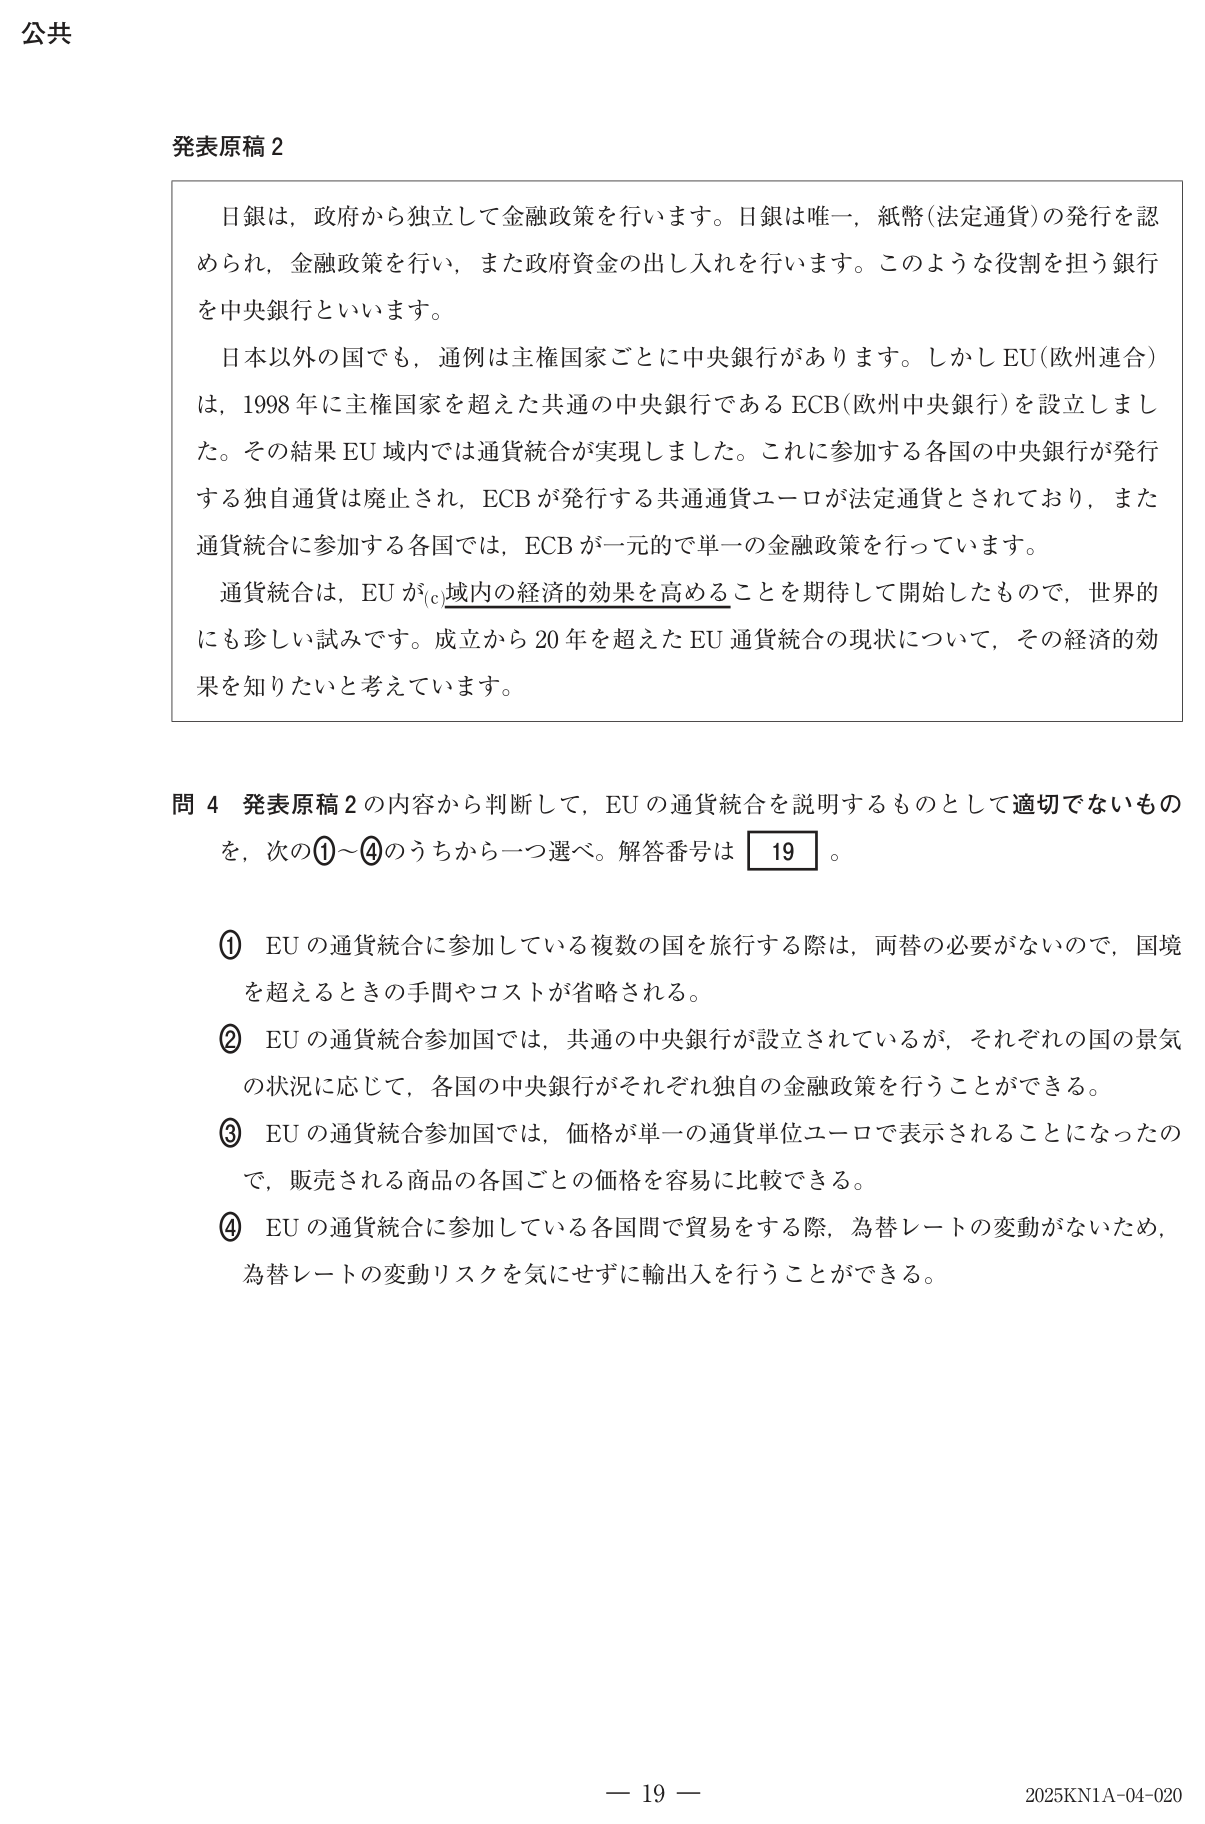 公共
発表原稿2
日銀は，政府から独立して金融政策を行います。日銀は唯一，紙幣(法定通貨)の発行を認
められ，金融政策を行い，また政府資金の出し入れを行います。このような役割を担う銀行
を中央銀行といいます。
日本以外の国でも，通例は主権国家ごとに中央銀行があります。しかしEU(欧州連合)
は，1998年に主権国家を超えた共通の中央銀行であるECB(欧州中央銀行)を設立しまし
た。その結果EU域内では通貨統合が実現しました。これに参加する各国の中央銀行が発行
する独自通貨は廃止され，ECBが発行する共通通貨ユーロが法定通貨とされており，また
通貨統合に参加する各国では，ECBが一元的で単一の金融政策を行っています。
通貨統合は，EUが(c)域内の経済的効果を高めることを期待して開始したもので，世界的
にも珍しい試みです。成立から20年を超えたEU通貨統合の現状について，その経済的効
果を知りたいと考えています。
問 4 発表原稿2の内容から判断して，EUの通貨統合を説明するものとして適切でないもの
を，次の①～④のうちから一つ選べ。解答番号は 19 。
① EUの通貨統合に参加している複数の国を旅行する際は，両替の必要がないので，国境
を超えるときの手間やコストが省略される。
② EUの通貨統合参加国では，共通の中央銀行が設立されているが，それぞれの国の景気
の状況に応じて，各国の中央銀行がそれぞれ独自の金融政策を行うことができる。
③ EUの通貨統合参加国では，価格が単一の通貨単位ユーロで表示されることになったの
で，販売される商品の各国ごとの価格を容易に比較できる。
④ EUの通貨統合に参加している各国間で貿易をする際，為替レートの変動がないため，
為替レートの変動リスクを気にせずに輸出入を行うことができる。
― 19 ―
2025KN1A-04-020